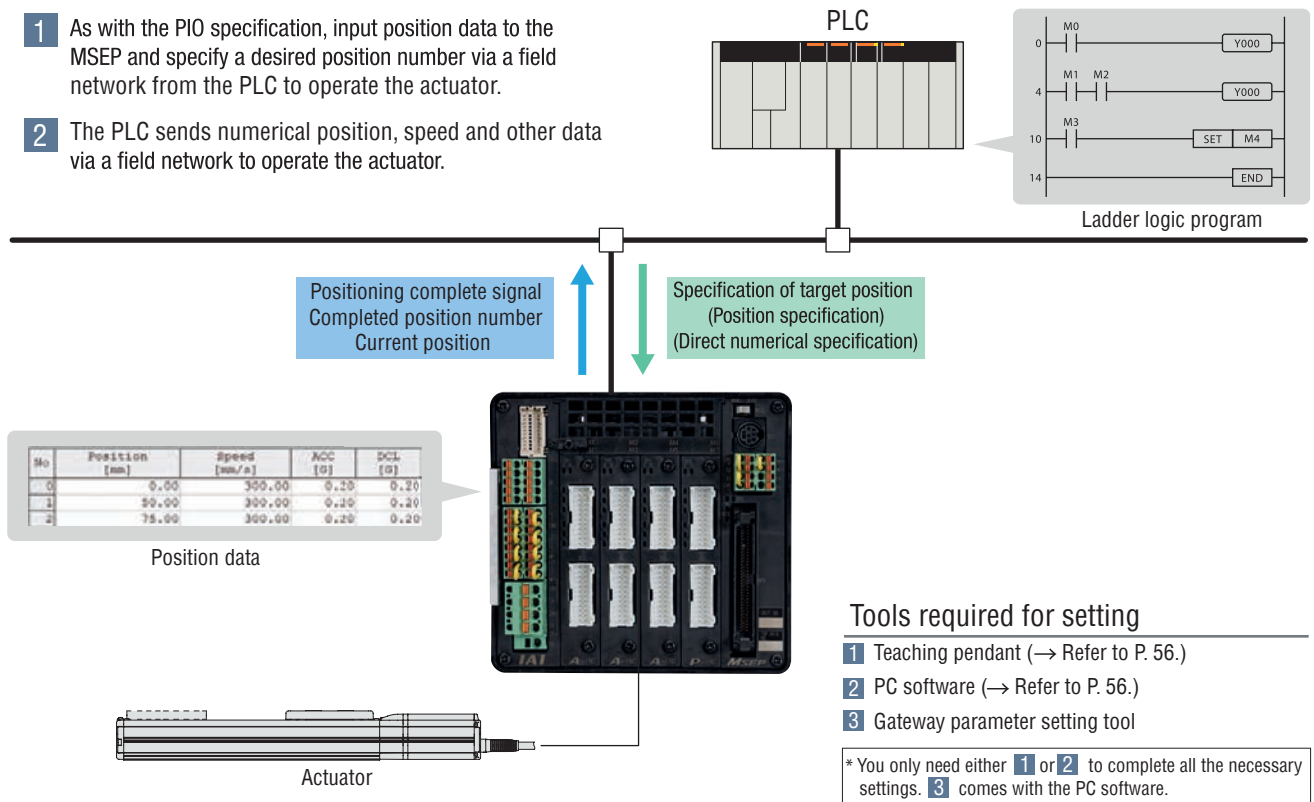 1 As with the PIO specification, input position data to the
MSEP and specify a desired position number via a field
network from the PLC to operate the actuator.
2 The PLC sends numerical position, speed and other data
via a field network to operate the actuator.
PLC
M0
0
Y000
M1 M2
4
Y000
M3
10
SET M4
14
END
Ladder logic program
Positioning complete signal
Completed position number
Current position
Specification of target position
(Position specification)
(Direct numerical specification)
No Position [mm] Speed [mm/s] ACC [G] DCL [G]
0 0.00 300.00 0.20 0.20
1 50.00 300.00 0.20 0.20
2 75.00 300.00 0.20 0.20
Position data
IAI A A A P MSEP
Actuator
Tools required for setting
1 Teaching pendant (→ Refer to P. 56.)
2 PC software (→ Refer to P. 56.)
3 Gateway parameter setting tool
* You only need either 1 or 2 to complete all the necessary
settings. 3 comes with the PC software.